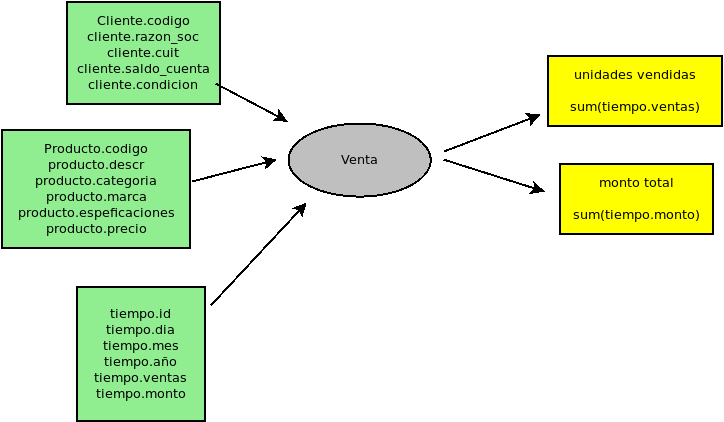 Cliente.codigo
cliente.razon_soc
cliente.cuit
cliente.saldo_cuenta
cliente.condicion
Producto.codigo
producto.descr
producto.categoria
producto.marca
producto.espeficaciones
producto.precio
tiempo.id
tiempo.dia
tiempo.mes
tiempo.año
tiempo.ventas
tiempo.monto
Venta
unidades vendidas
sum(tiempo.ventas)
monto total
sum(tiempo.monto)